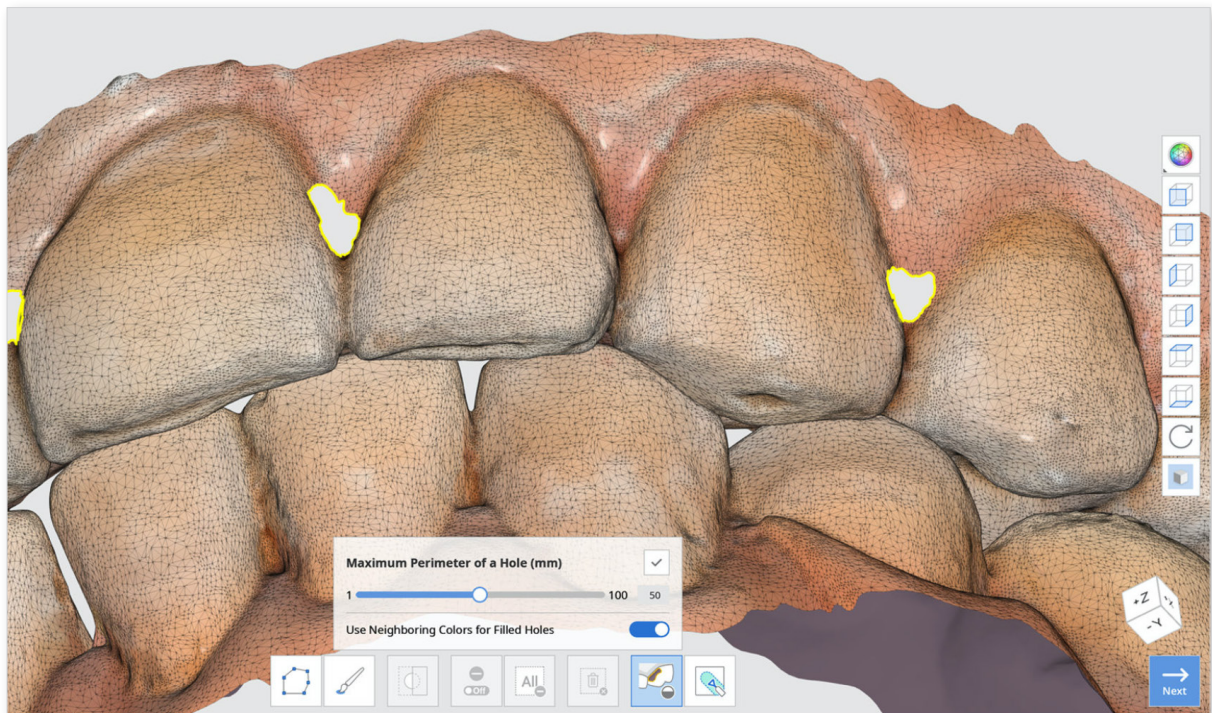 Maximum Perimeter of a Hole (mm)
1 100 50
Use Neighboring Colors for Filled Holes
Off
All
+Z
-Y
Next